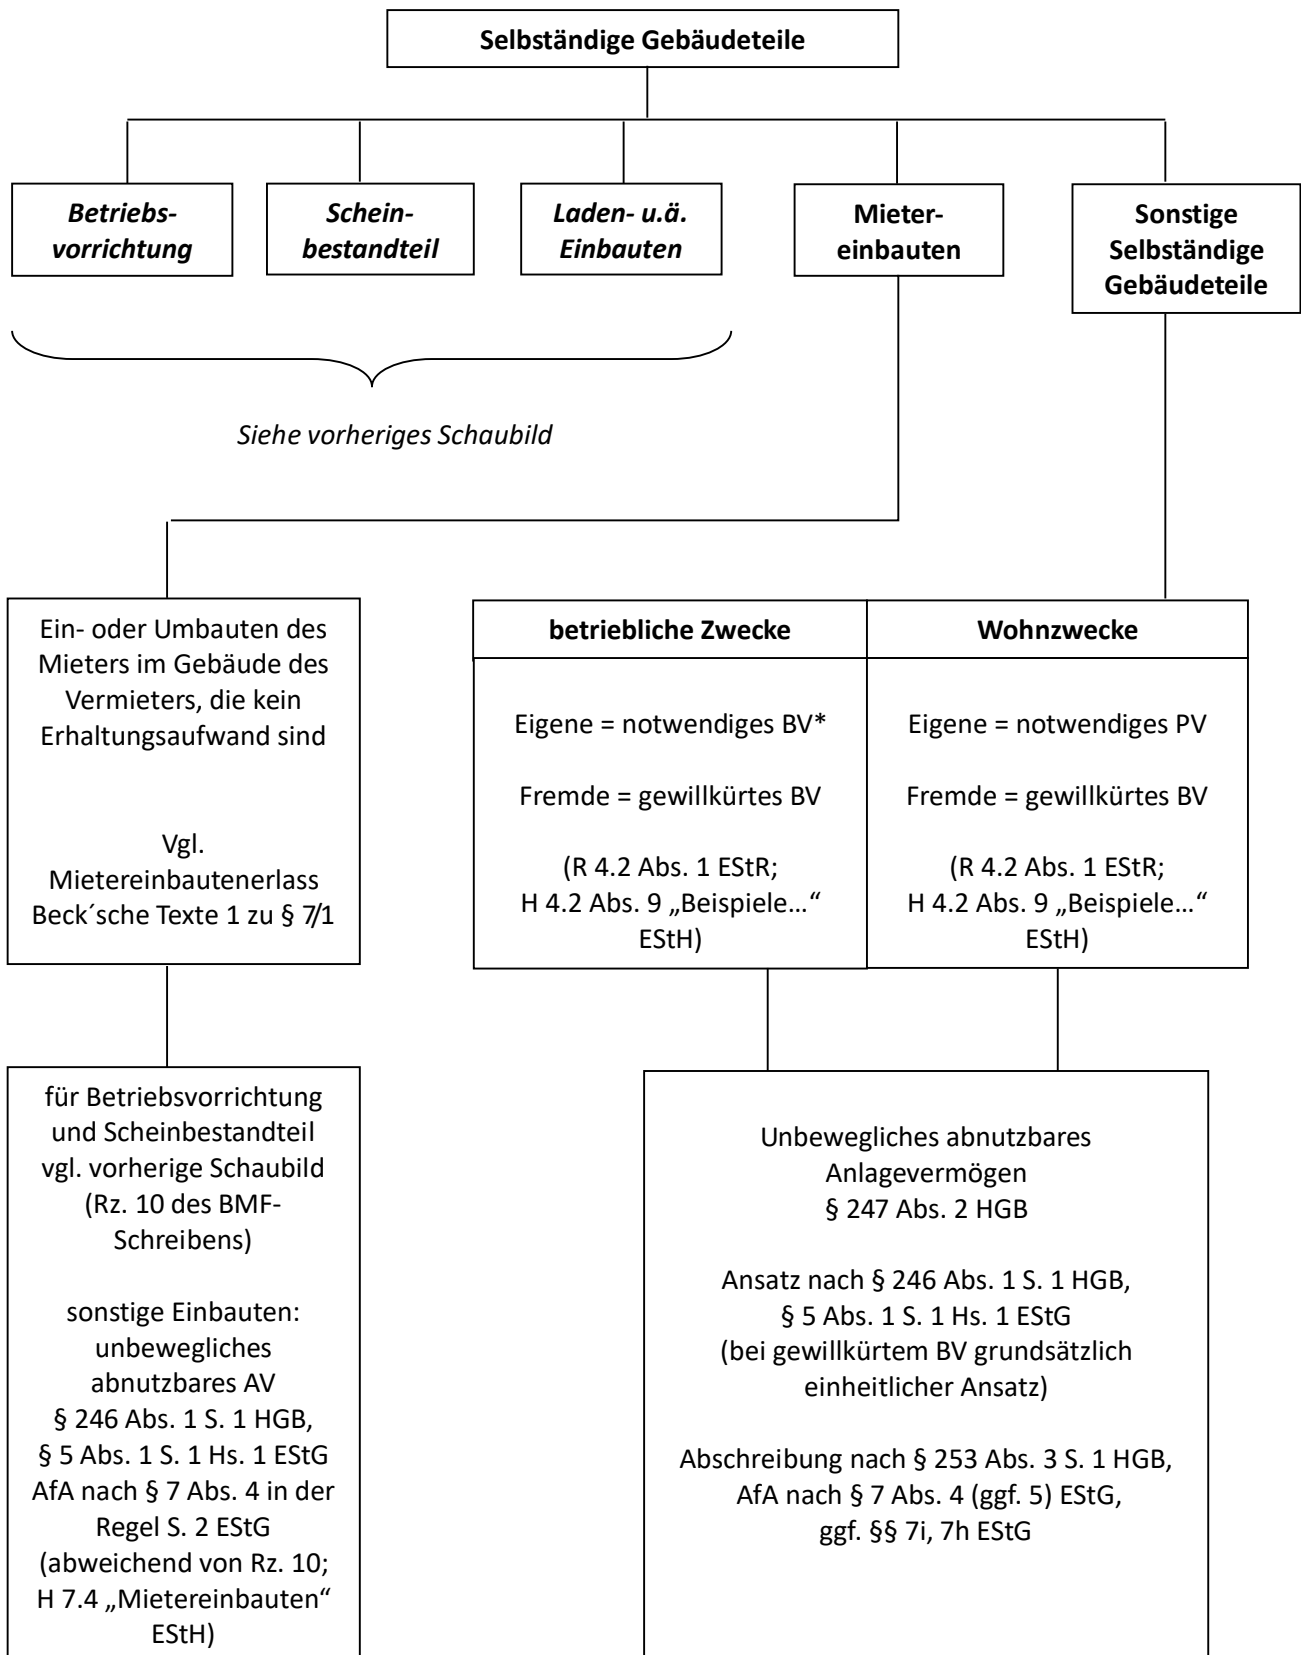 Selbständige Gebäudeteile
Betriebs-
vorrichtung
Schein-
bestandteil
Laden- u.ä.
Einbauten
Mieter-
einbauten
Sonstige
Selbständige
Gebäudeteile
Siehe vorheriges Schaubild
Ein- oder Umbauten des
Mieters im Gebäude des
Vermieters, die kein
Erhaltungsaufwand sind
Vgl.
Mietereinbautenerlass
Beck´sche Texte 1 zu § 7/1
betriebliche Zwecke
Eigene = notwendiges BV*
Fremde = gewillkürtes BV
(R 4.2 Abs. 1 EStR;
H 4.2 Abs. 9 „Beispiele…“
EStH)
Wohnzwecke
Eigene = notwendiges PV
Fremde = gewillkürtes BV
(R 4.2 Abs. 1 EStR;
H 4.2 Abs. 9 „Beispiele…“
EStH)
für Betriebsvorrichtung
und Scheinbestandteil
vgl. vorherige Schaubild
(Rz. 10 des BMF-
Schreibens)
sonstige Einbauten:
unbewegliches
abnutzbares AV
§ 246 Abs. 1 S. 1 HGB,
§ 5 Abs. 1 S. 1 Hs. 1 EStG
AfA nach § 7 Abs. 4 in der
Regel S. 2 EStG
(abweichend von Rz. 10;
H 7.4 „Mietereinbauten“
EStH)
Unbewegliches abnutzbares
Anlagevermögen
§ 247 Abs. 2 HGB
Ansatz nach § 246 Abs. 1 S. 1 HGB,
§ 5 Abs. 1 S. 1 Hs. 1 EStG
(bei gewillkürtem BV grundsätzlich
einheitlicher Ansatz)
Abschreibung nach § 253 Abs. 3 S. 1 HGB,
AfA nach § 7 Abs. 4 (ggf. 5) EStG,
ggf. §§ 7i, 7h EStG